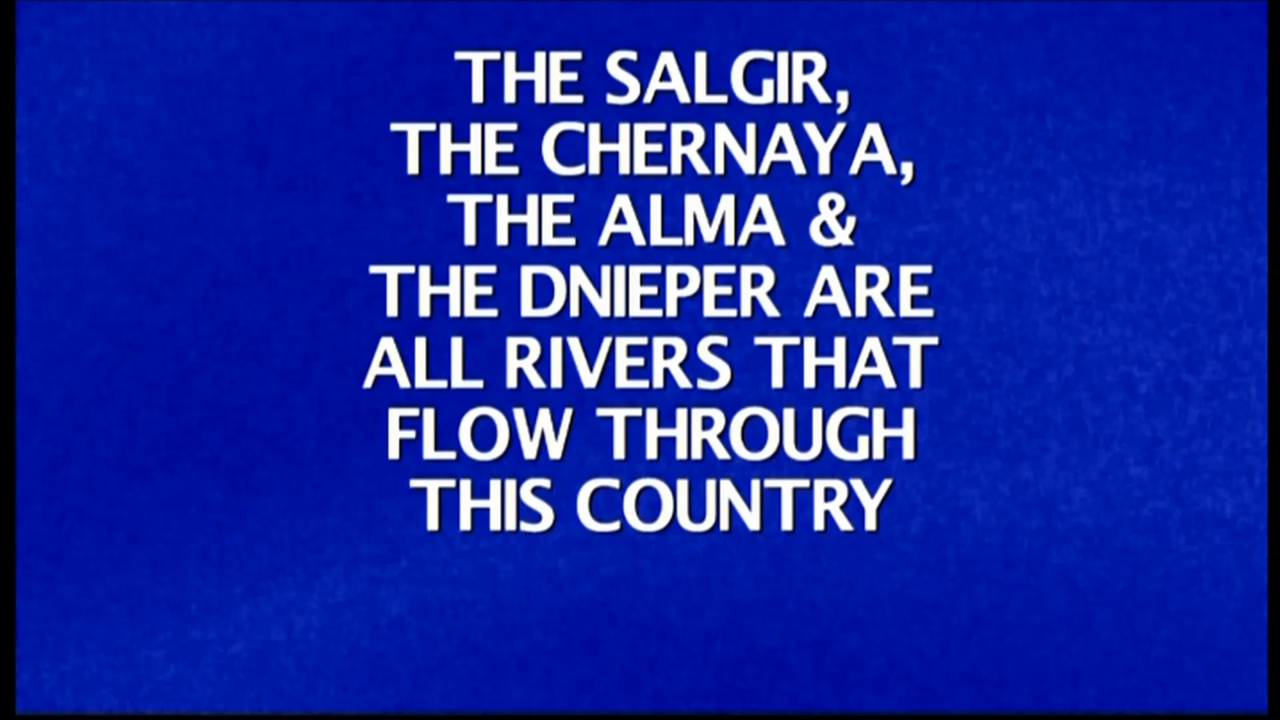 THE SALGIR,
THE CHERNAYA,
THE ALMA &
THE DNIEPER ARE
ALL RIVERS THAT
FLOW THROUGH
THIS COUNTRY